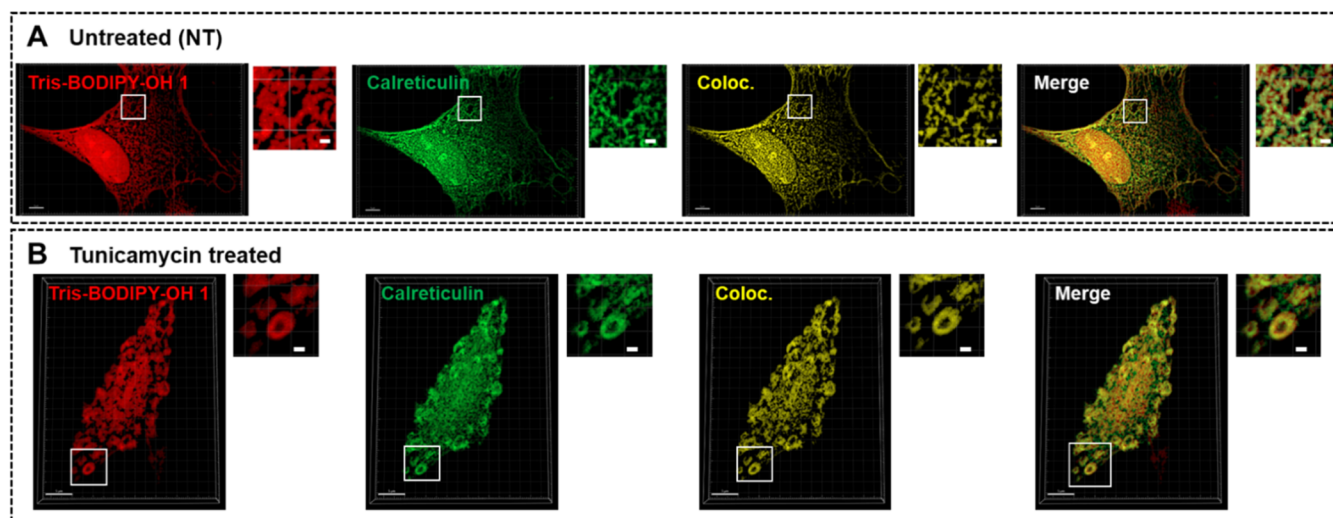 A Untreated (NT)
Tris-BODIPY-OH 1 Calreticulin Coloc. Merge
B Tunicamycin treated
Tris-BODIPY-OH 1 Calreticulin Coloc. Merge